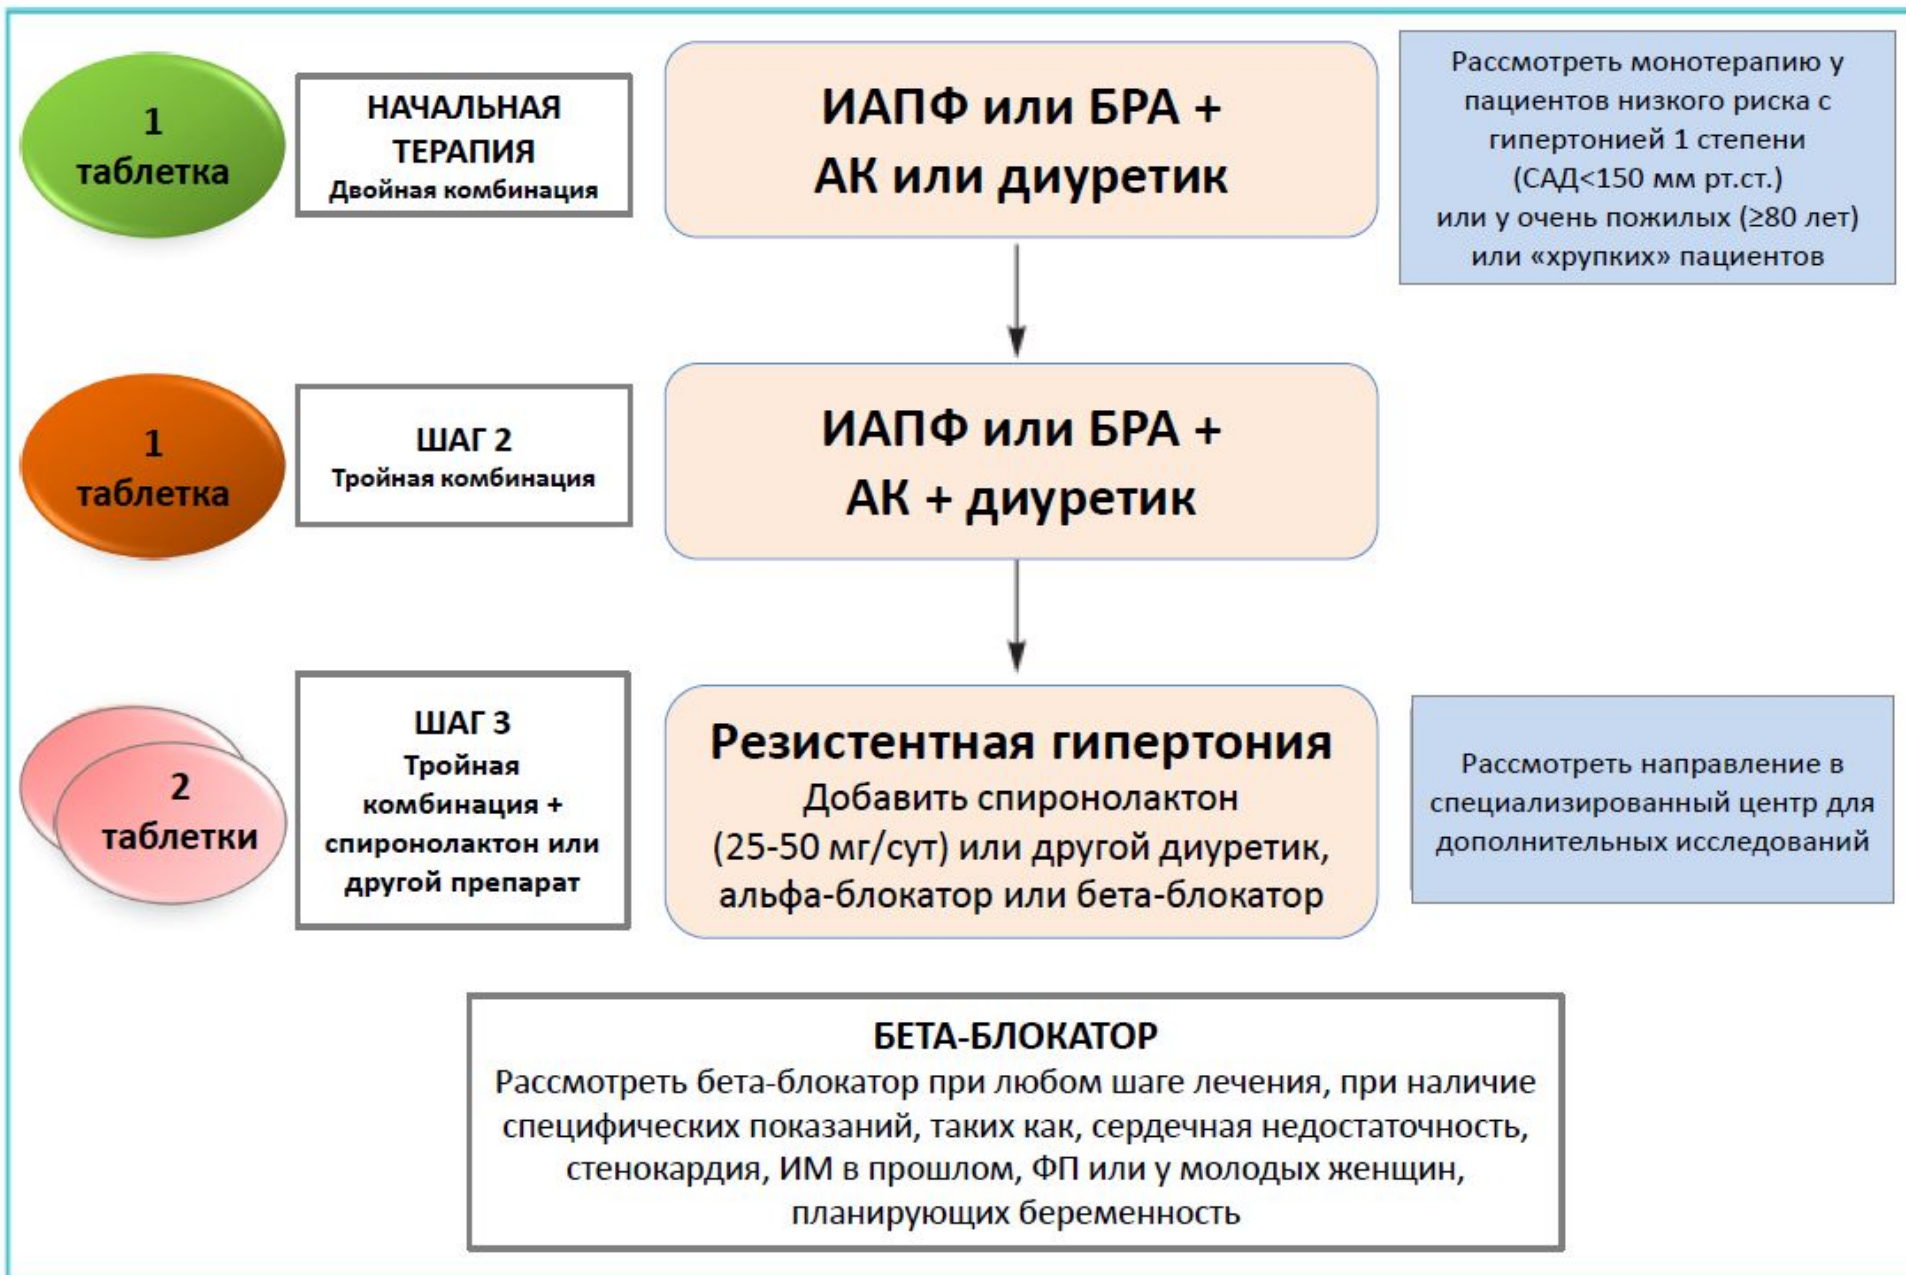 1
таблетка
НАЧАЛЬНАЯ
ТЕРАПИЯ
Двойная комбинация
ИАПФ или БРА +
АК или диуретик
Рассмотреть монотерапию у
пациентов низкого риска с
гипертонией 1 степени
(САД<150 мм рт.ст.)
или у очень пожилых (≥80 лет)
или «хрупких» пациентов
1
таблетка
ШАГ 2
Тройная комбинация
ИАПФ или БРА +
АК + диуретик
2
таблетки
ШАГ 3
Тройная
комбинация +
спиронолактон или
другой препарат
Резистентная гипертония
Добавить спиронолактон
(25-50 мг/сут) или другой диуретик,
альфа-блокатор или бета-блокатор
Рассмотреть направление в
специализированный центр для
дополнительных исследований
БЕТА-БЛОКАТОР
Рассмотреть бета-блокатор при любом шаге лечения, при наличие
специфических показаний, таких как, сердечная недостаточность,
стенокардия, ИМ в прошлом, ФП или у молодых женщин,
планирующих беременность